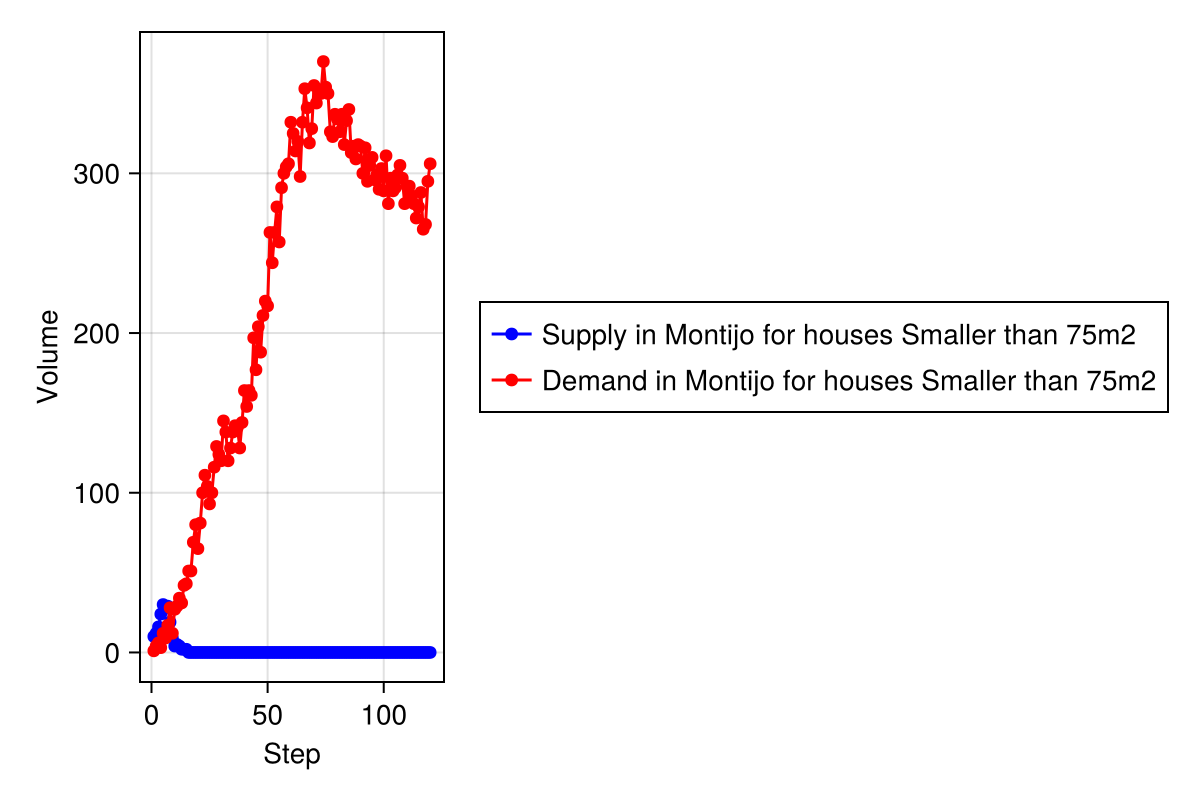 Volume
300
200
100
0
0 50 100
Step
Supply in Montijo for houses Smaller than 75m2
Demand in Montijo for houses Smaller than 75m2